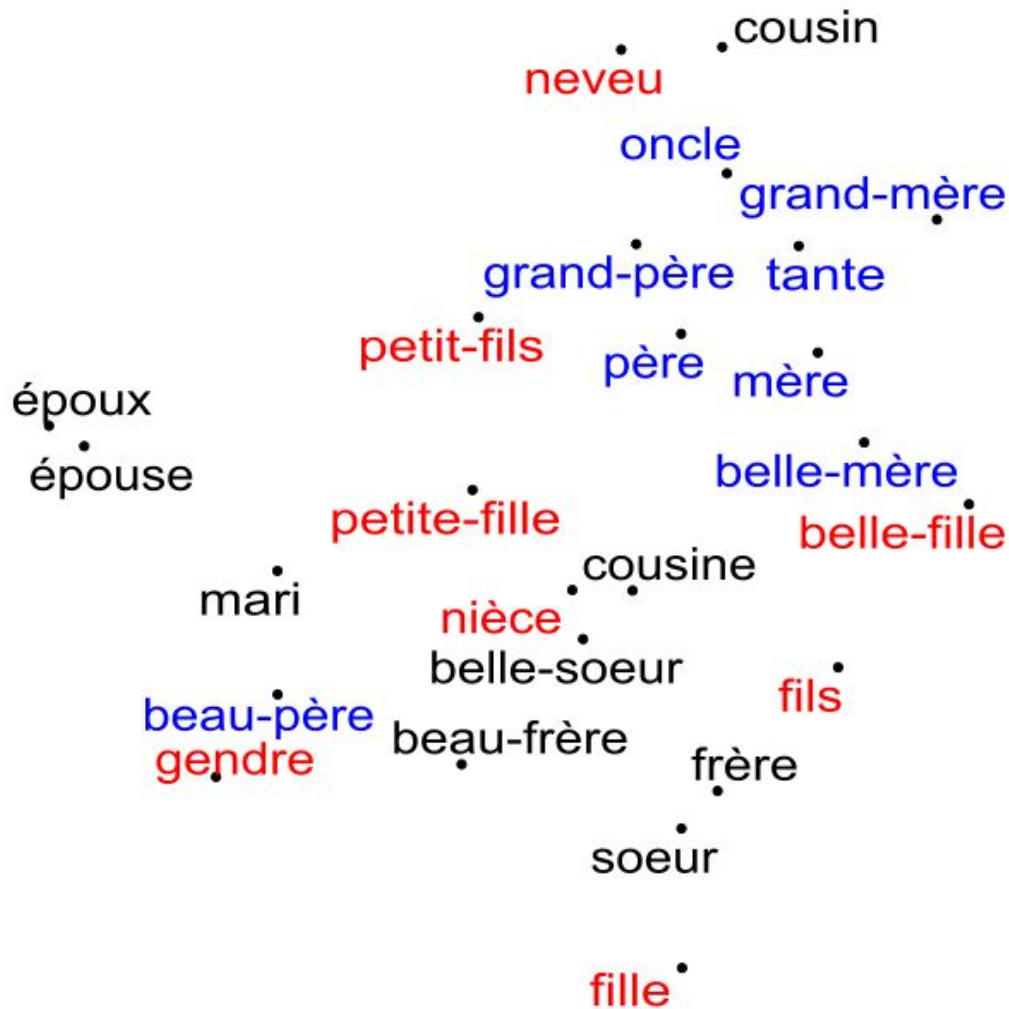 cousin
neveu
oncle
grand-mère
grand-père
tante
petit-fils
père
mère
époux
épouse
belle-mère
petite-fille
belle-fille
cousine
mari
nièce
belle-soeur
fils
beau-père
beau-frère
gendre
frère
soeur
fille